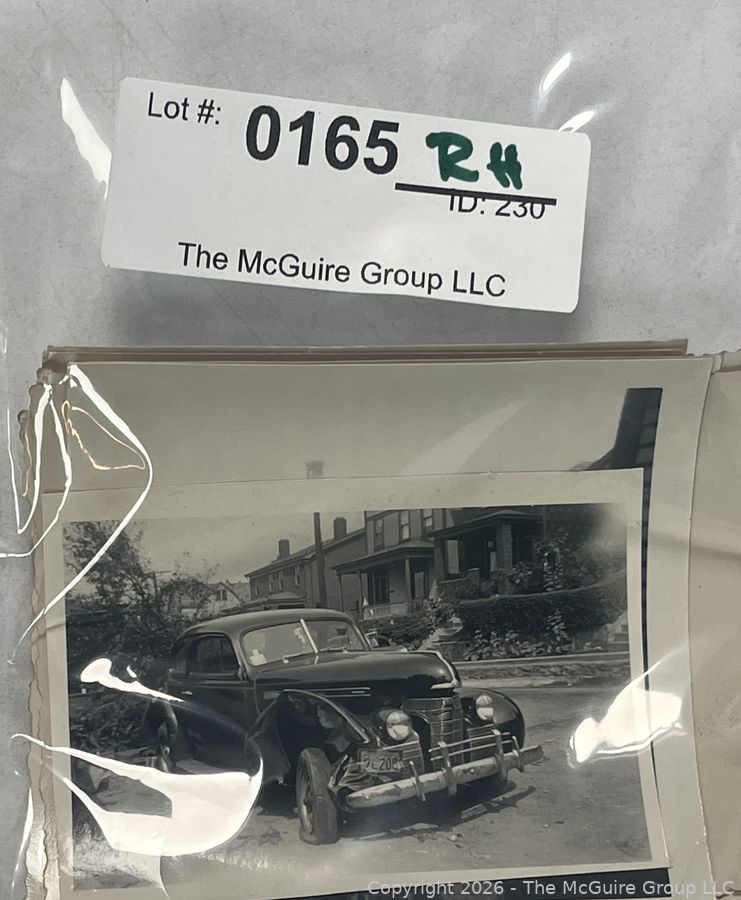 Lot #: 0165 RH
ID: 230
The McGuire Group LLC
Copyright 2026 - The McGuire Group LLC